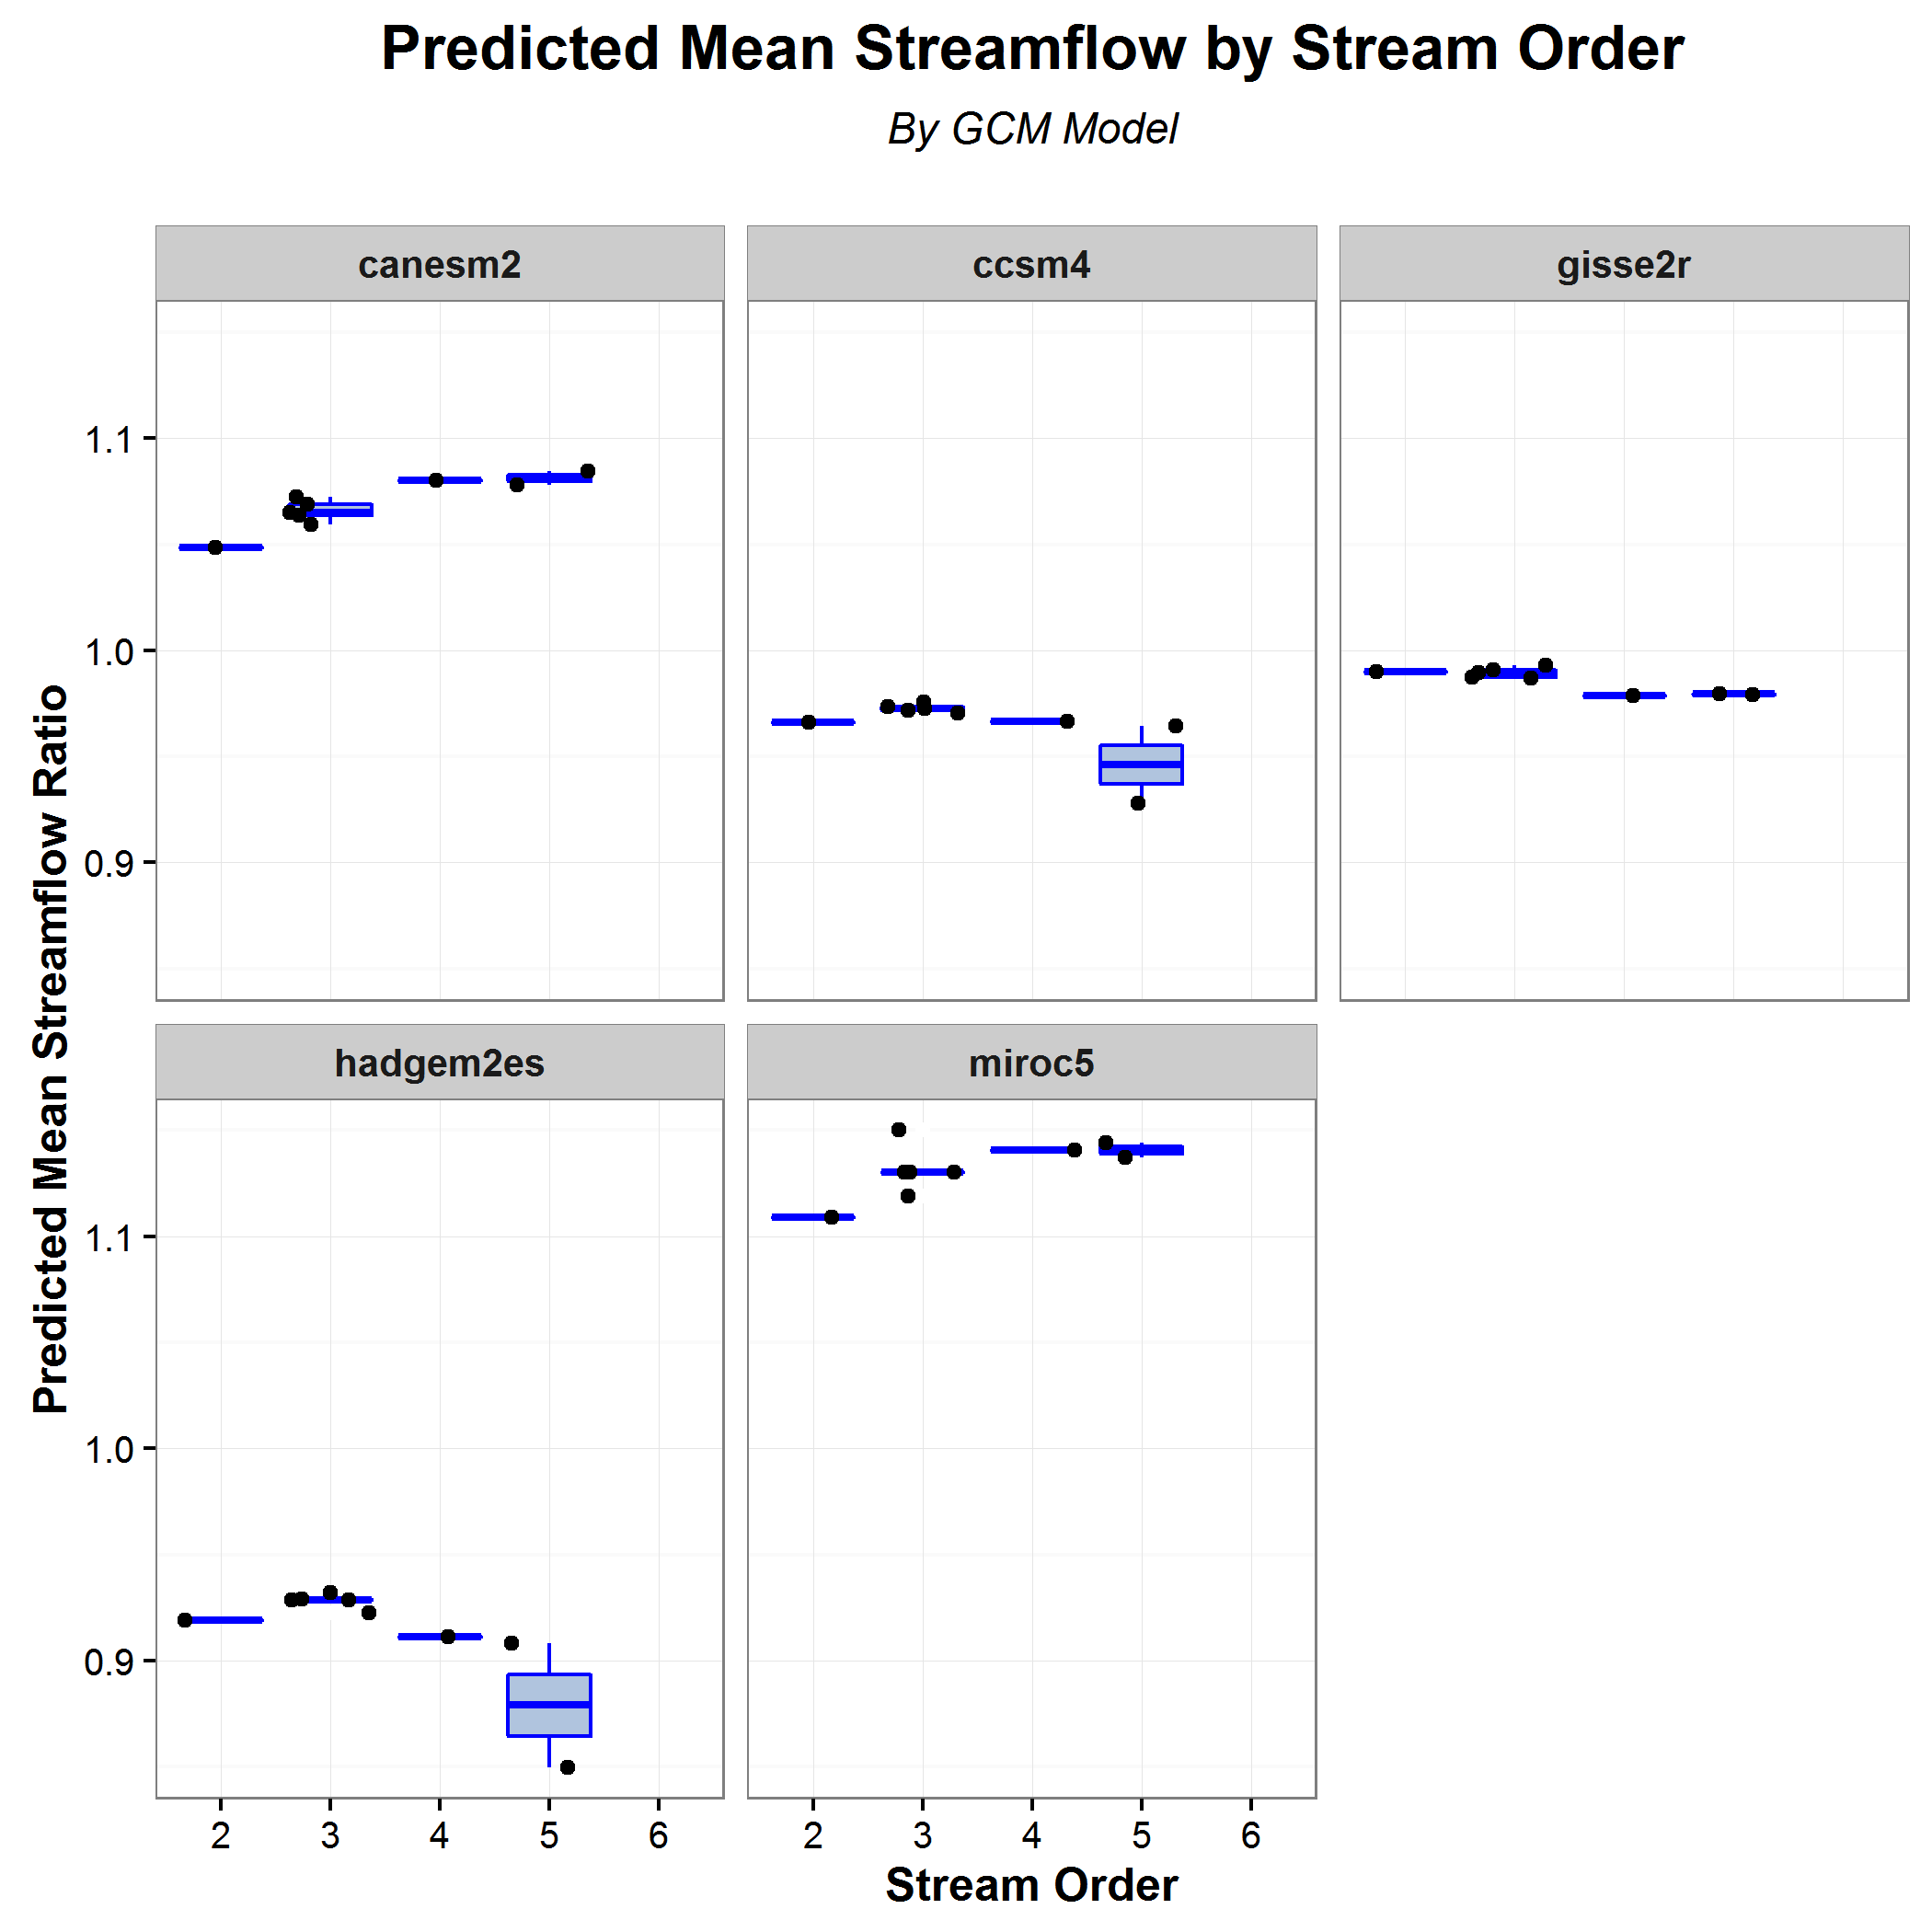 Predicted Mean Streamflow by Stream Order
By GCM Model
canesm2
ccsm4
gisse2r
1.1
1.0
0.9
Predicted Mean Streamflow Ratio
hadgem2es
miroc5
1.1
1.0
0.9
2 3 4 5 6
2 3 4 5 6
Stream Order